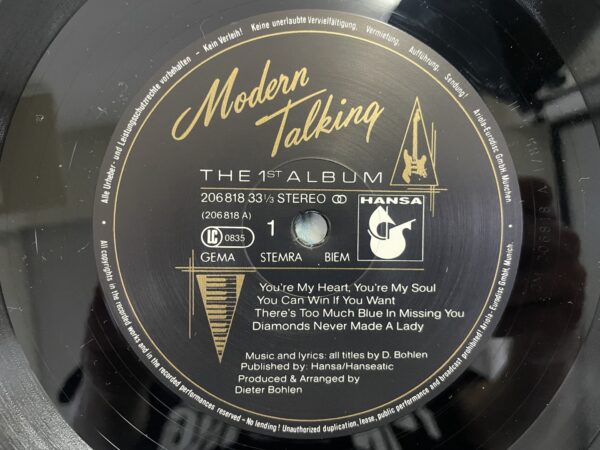 Alle Urheber- und Leistungsschutzrechte vorbehalten - Kein Verleih! Keine unerlaubte Vervielfältigung, Vermietung, Aufführung, Sendung! Ariola-Eurodisc GmbH, München.
Modern
Talking
THE 1ST ALBUM
206 818 33 1/3 STEREO
HANSA
(206 818 A)
LC 0835
1
GEMA STEMRA BIEM
You're My Heart, You're My Soul
You Can Win If You Want
There's Too Much Blue In Missing You
Diamonds Never Made A Lady
Music and lyrics: all titles by D. Bohlen
Published by: Hansa/Hanseatic
Produced & Arranged by
Dieter Bohlen
All copyrights in the recorded works and in the recorded performances reserved - No lending! Unauthorized duplication, lease, public performance and broadcast prohibited! Ariola-Eurodisc GmbH, Munich.